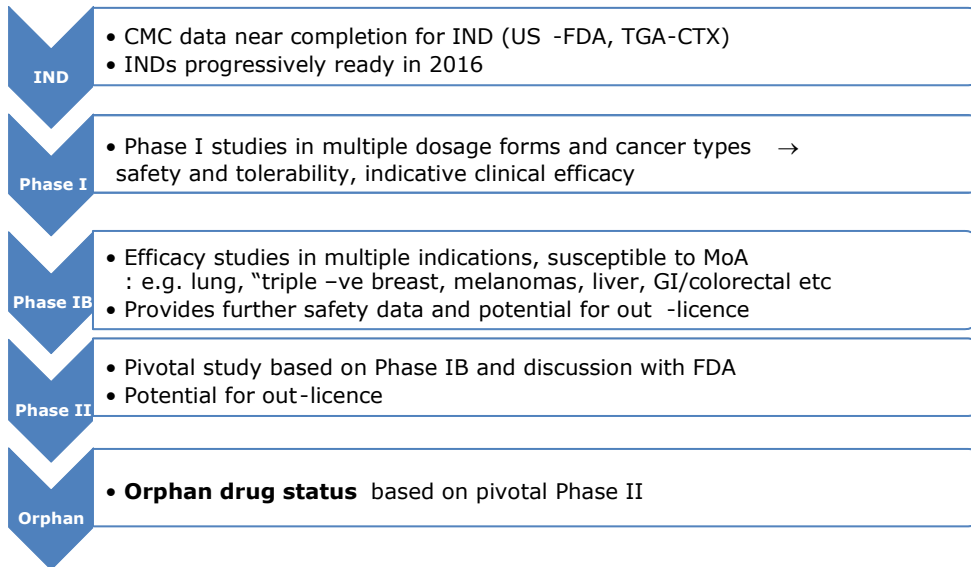 IND
• CMC data near completion for IND (US -FDA, TGA-CTX)
• INDs progressively ready in 2016
Phase I
• Phase I studies in multiple dosage forms and cancer types →
safety and tolerability, indicative clinical efficacy
Phase IB
• Efficacy studies in multiple indications, susceptible to MoA
: e.g. lung, “triple –ve breast, melanomas, liver, GI/colorectal etc
• Provides further safety data and potential for out -licence
Phase II
• Pivotal study based on Phase IB and discussion with FDA
• Potential for out-licence
Orphan
• Orphan drug status based on pivotal Phase II